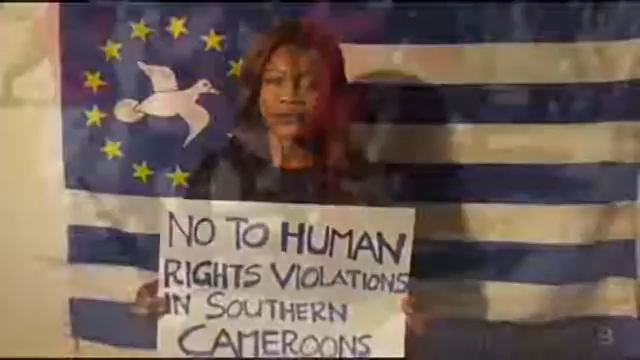 NO TO HUMAN
RIGHTS VIOLATIONS
IN SOUTHERN
CAMEROONS